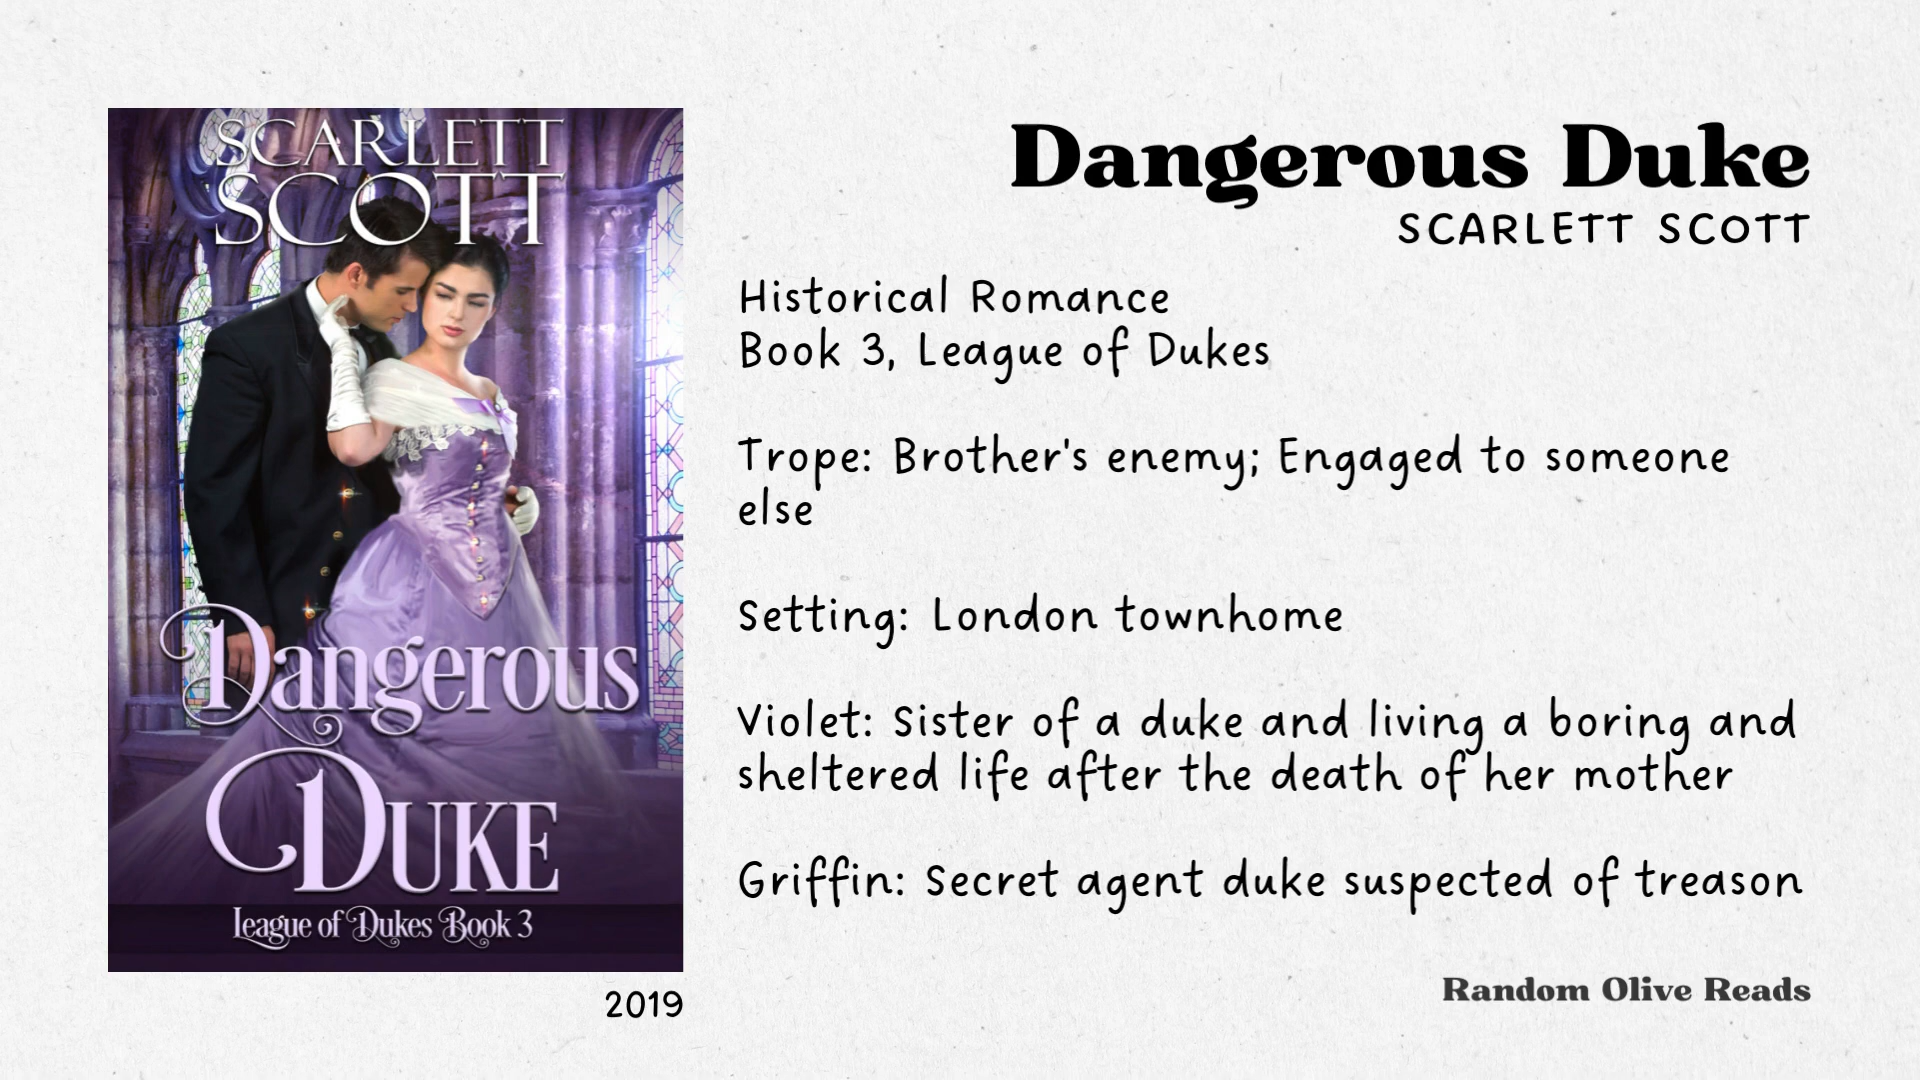 SCARLETT
SCOTT
Dangerous
DUKE
League of Dukes Book 3
2019
Dangerous Duke
SCARLETT SCOTT
Historical Romance
Book 3, League of Dukes
Trope: Brother's enemy; Engaged to someone
else
Setting: London townhome
Violet: Sister of a duke and living a boring and
sheltered life after the death of her mother
Griffin: Secret agent duke suspected of treason
Random Olive Reads